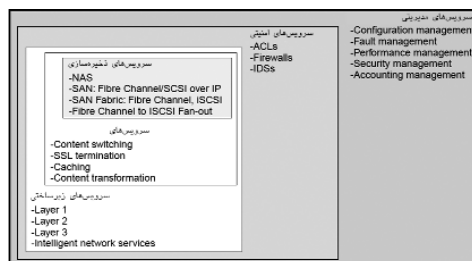 سرویس‌های مدیریتی
-Configuration management
-Fault management
-Performance management
-Security management
-Accounting management
سرویس‌های امنیتی
-ACLs
-Firewalls
-IDSs
سرویس‌های ذخیره‌سازی
-NAS
-SAN: Fibre Channel/SCSI over IP
-SAN Fabric: Fibre Channel, iSCSI
-Fibre Channel to ISCSI Fan-out
سرویس‌های
-Content switching
-SSL termination
-Caching
-Content transformation
سرویس‌های زیرساختی
-Layer 1
-Layer 2
-Layer 3
-Intelligent network services